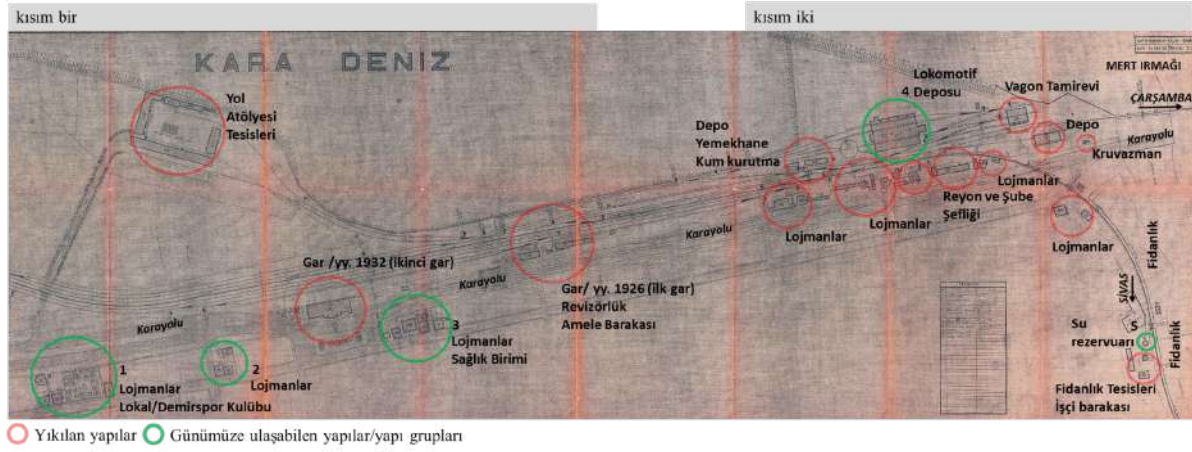 kısım bir
kısım iki
KARA DENİZ
MERT IRMAĞI
ÇARŞAMBA
Yol
Atölyesi
Tesisleri
Lokomotif
4 Deposu
Vagon Tamirevi
Depo
Karayolu
Kruvazman
Depo
Yemekhane
Kum kurutma
Lojmanlar
Reyon ve Şube
Şefliği
Lojmanlar
Lojmanlar
Lojmanlar
Karayolu
Gar /yy. 1932 (ikinci gar)
Karayolu
Gar/ yy. 1926 (ilk gar)
Revizörlük
Amele Barakası
Karayolu
3
Lojmanlar
Sağlık Birimi
2
Lojmanlar
1
Lojmanlar
Lokal/Demirspor Kulübu
Fidanlık
SİVAS
Su 5
rezervuarı
Fidanlık
Fidanlık Tesisleri
İşçi barakası
Yıkılan yapılar
Günümüze ulaşabilen yapılar/yapı grupları